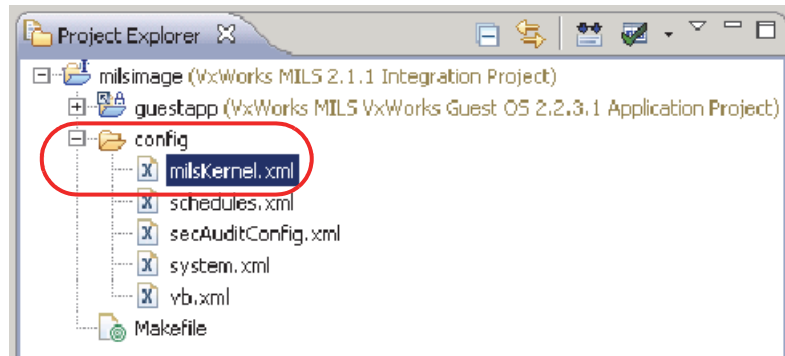 Project Explorer
milsimage (VxWorks MILS 2.1.1 Integration Project)
guestapp (VxWorks MILS VxWorks Guest OS 2.2.3.1 Application Project)
config
milsKernel.xml
schedules.xml
secAuditConfig.xml
system.xml
vb.xml
Makefile